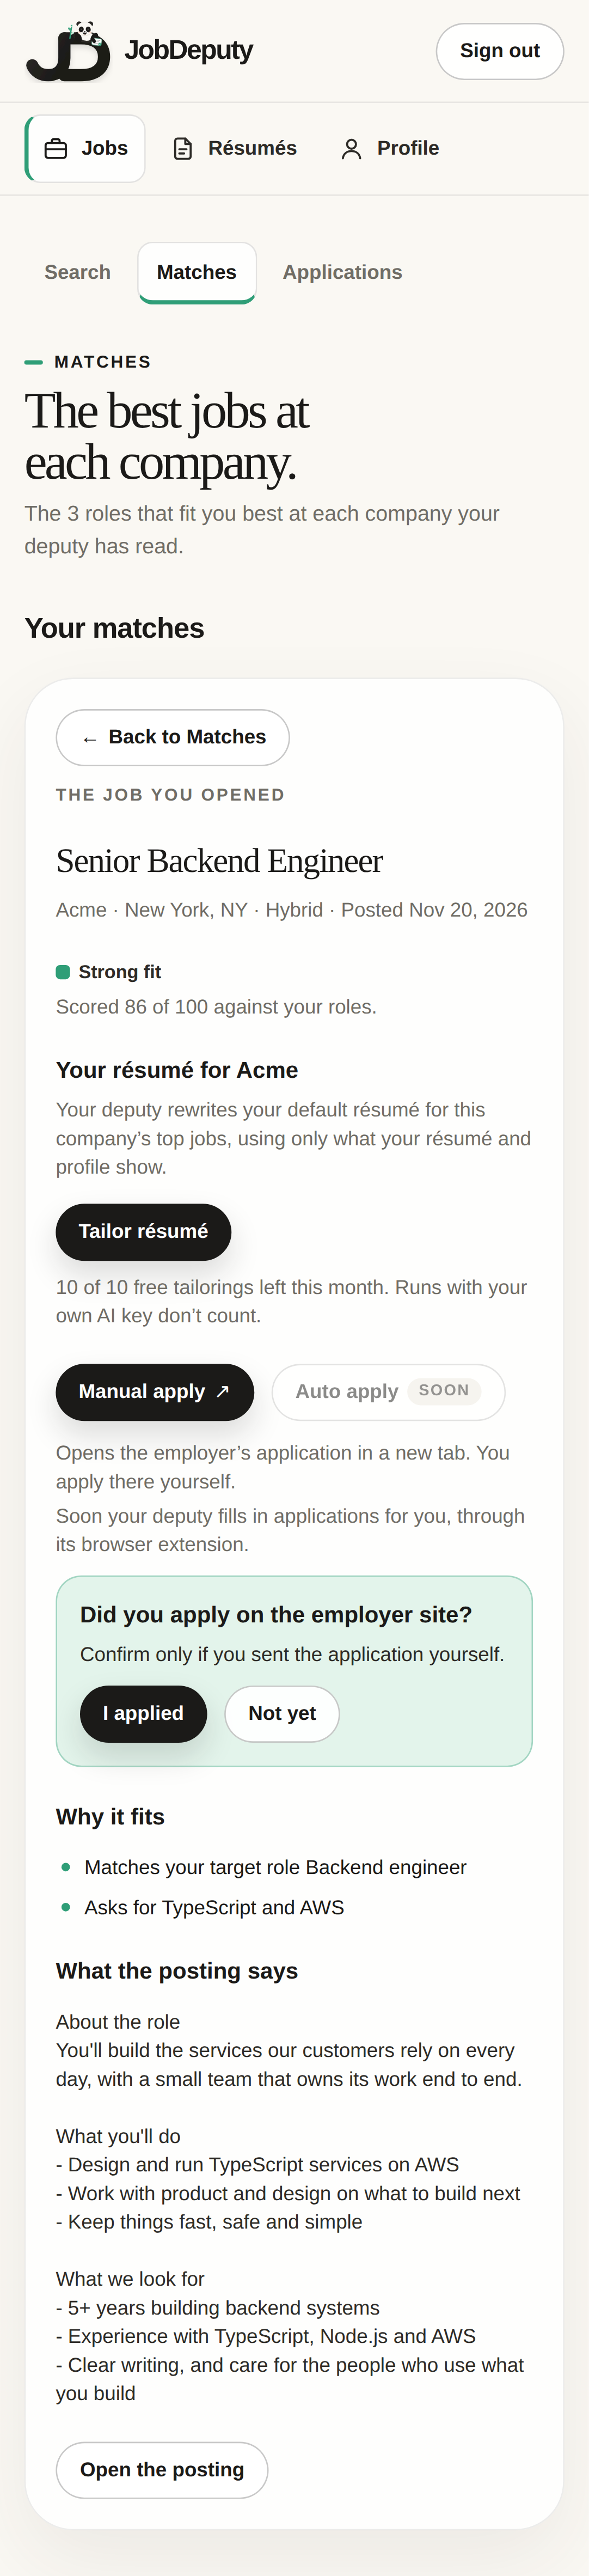 JobDeputy
Sign out
Jobs
Résumés
Profile
Search
Matches
Applications
MATCHES
The best jobs at
each company.
The 3 roles that fit you best at each company your
deputy has read.
Your matches
← Back to Matches
THE JOB YOU OPENED
Senior Backend Engineer
Acme · New York, NY · Hybrid · Posted Nov 20, 2026
Strong fit
Scored 86 of 100 against your roles.
Your résumé for Acme
Your deputy rewrites your default résumé for this
company’s top jobs, using only what your résumé and
profile show.
Tailor résumé
10 of 10 free tailorings left this month. Runs with your
own AI key don’t count.
Manual apply ↗
Auto apply SOON
Opens the employer’s application in a new tab. You
apply there yourself.
Soon your deputy fills in applications for you, through
its browser extension.
Did you apply on the employer site?
Confirm only if you sent the application yourself.
I applied
Not yet
Why it fits
Matches your target role Backend engineer
Asks for TypeScript and AWS
What the posting says
About the role
You'll build the services our customers rely on every
day, with a small team that owns its work end to end.
What you'll do
- Design and run TypeScript services on AWS
- Work with product and design on what to build next
- Keep things fast, safe and simple
What we look for
- 5+ years building backend systems
- Experience with TypeScript, Node.js and AWS
- Clear writing, and care for the people who use what
you build
Open the posting